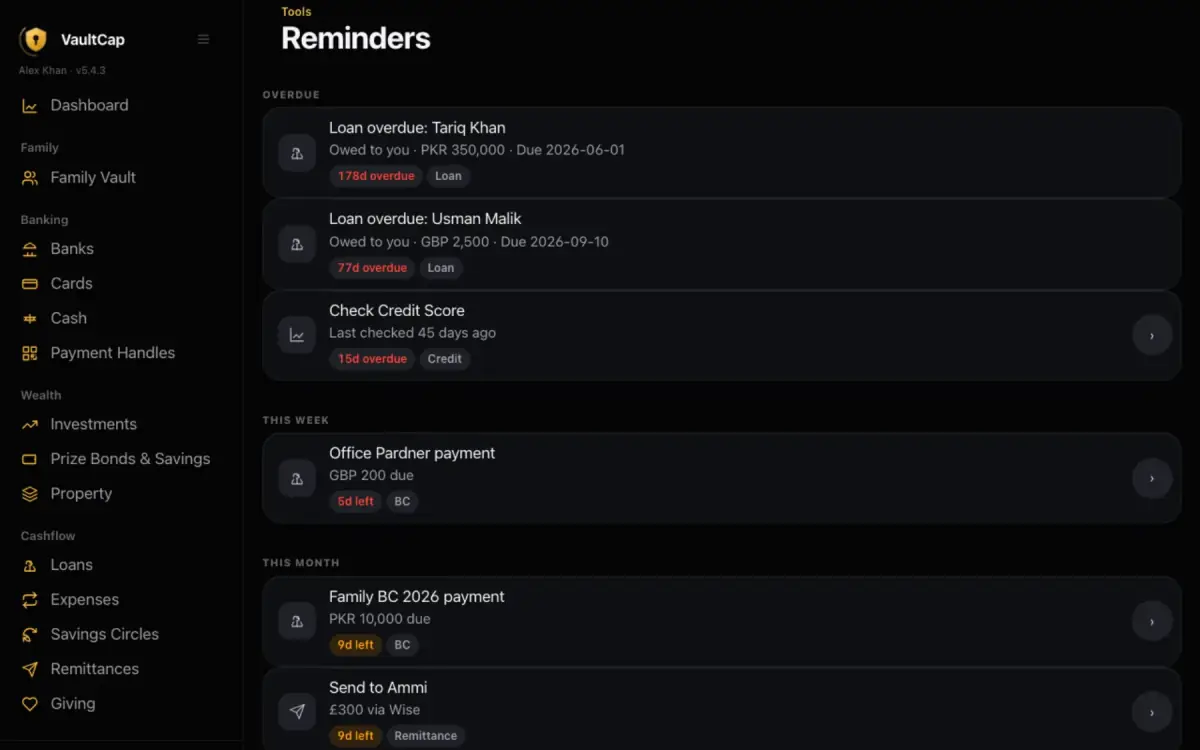 VaultCap
Alex Khan · v5.4.3
Dashboard
Family
Family Vault
Banking
Banks
Cards
Cash
Payment Handles
Wealth
Investments
Prize Bonds & Savings
Property
Cashflow
Loans
Expenses
Savings Circles
Remittances
Giving
Tools
Reminders
OVERDUE
Loan overdue: Tariq Khan
Owed to you · PKR 350,000 · Due 2026-06-01
178d overdue Loan
Loan overdue: Usman Malik
Owed to you · GBP 2,500 · Due 2026-09-10
77d overdue Loan
Check Credit Score
Last checked 45 days ago
15d overdue Credit
THIS WEEK
Office Pardner payment
GBP 200 due
5d left BC
THIS MONTH
Family BC 2026 payment
PKR 10,000 due
9d left BC
Send to Ammi
£300 via Wise
9d left Remittance